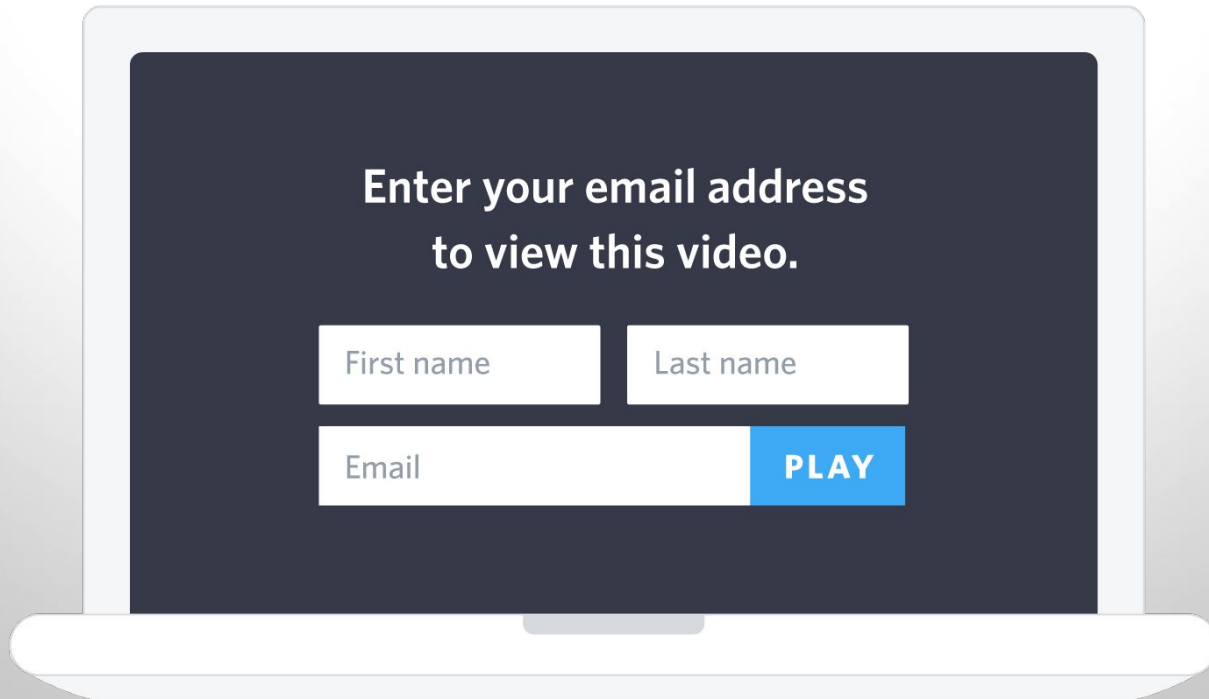 Enter your email address
to view this video.
First name
Last name
Email
PLAY